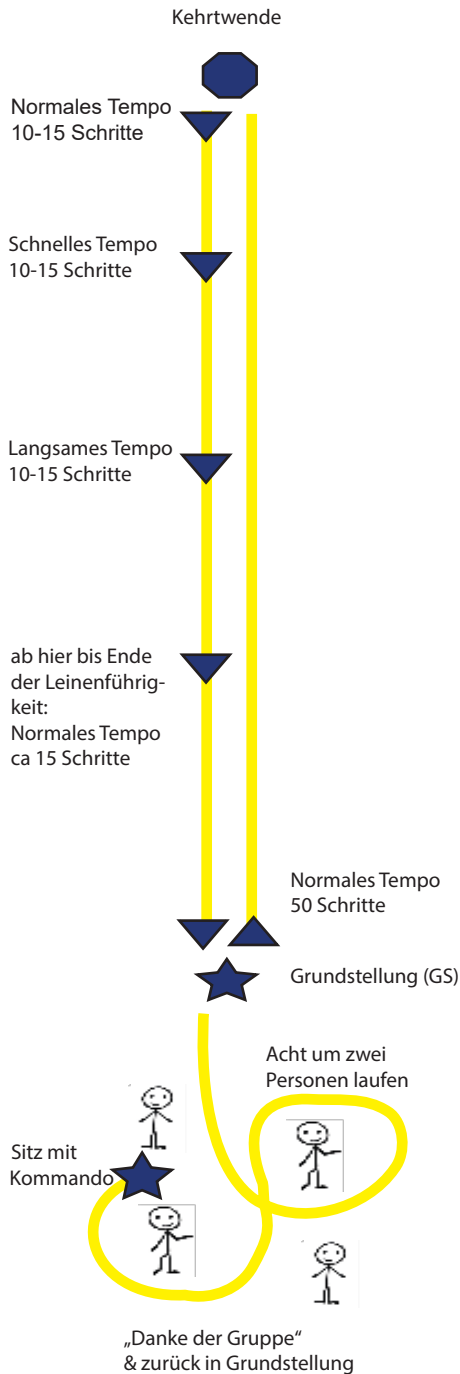 Kehrtwende
Normales Tempo
10-15 Schritte
Schnelles Tempo
10-15 Schritte
Langsames Tempo
10-15 Schritte
ab hier bis Ende
der Leinenführig-
keit:
Normales Tempo
ca 15 Schritte
Normales Tempo
50 Schritte
Grundstellung (GS)
Acht um zwei
Personen laufen
Sitz mit
Kommando
„Danke der Gruppe“
& zurück in Grundstellung